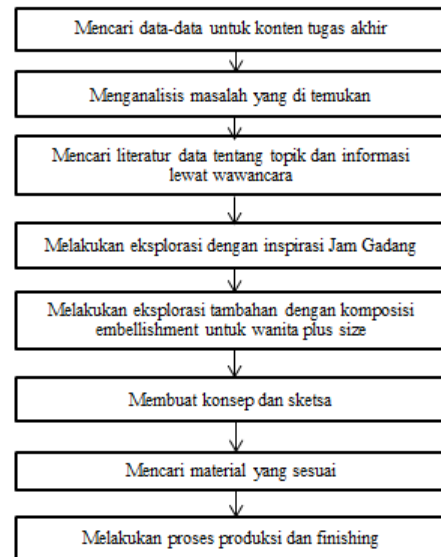 Mencari data-data untuk konten tugas akhir
Menganalisis masalah yang di temukan
Mencari literatur data tentang topik dan informasi
lewat wawancara
Melakukan eksplorasi dengan inspirasi Jam Gadang
Melakukan eksplorasi tambahan dengan komposisi
embellishment untuk wanita plus size
Membuat konsep dan sketsa
Mencari material yang sesuai
Melakukan proses produksi dan finishing